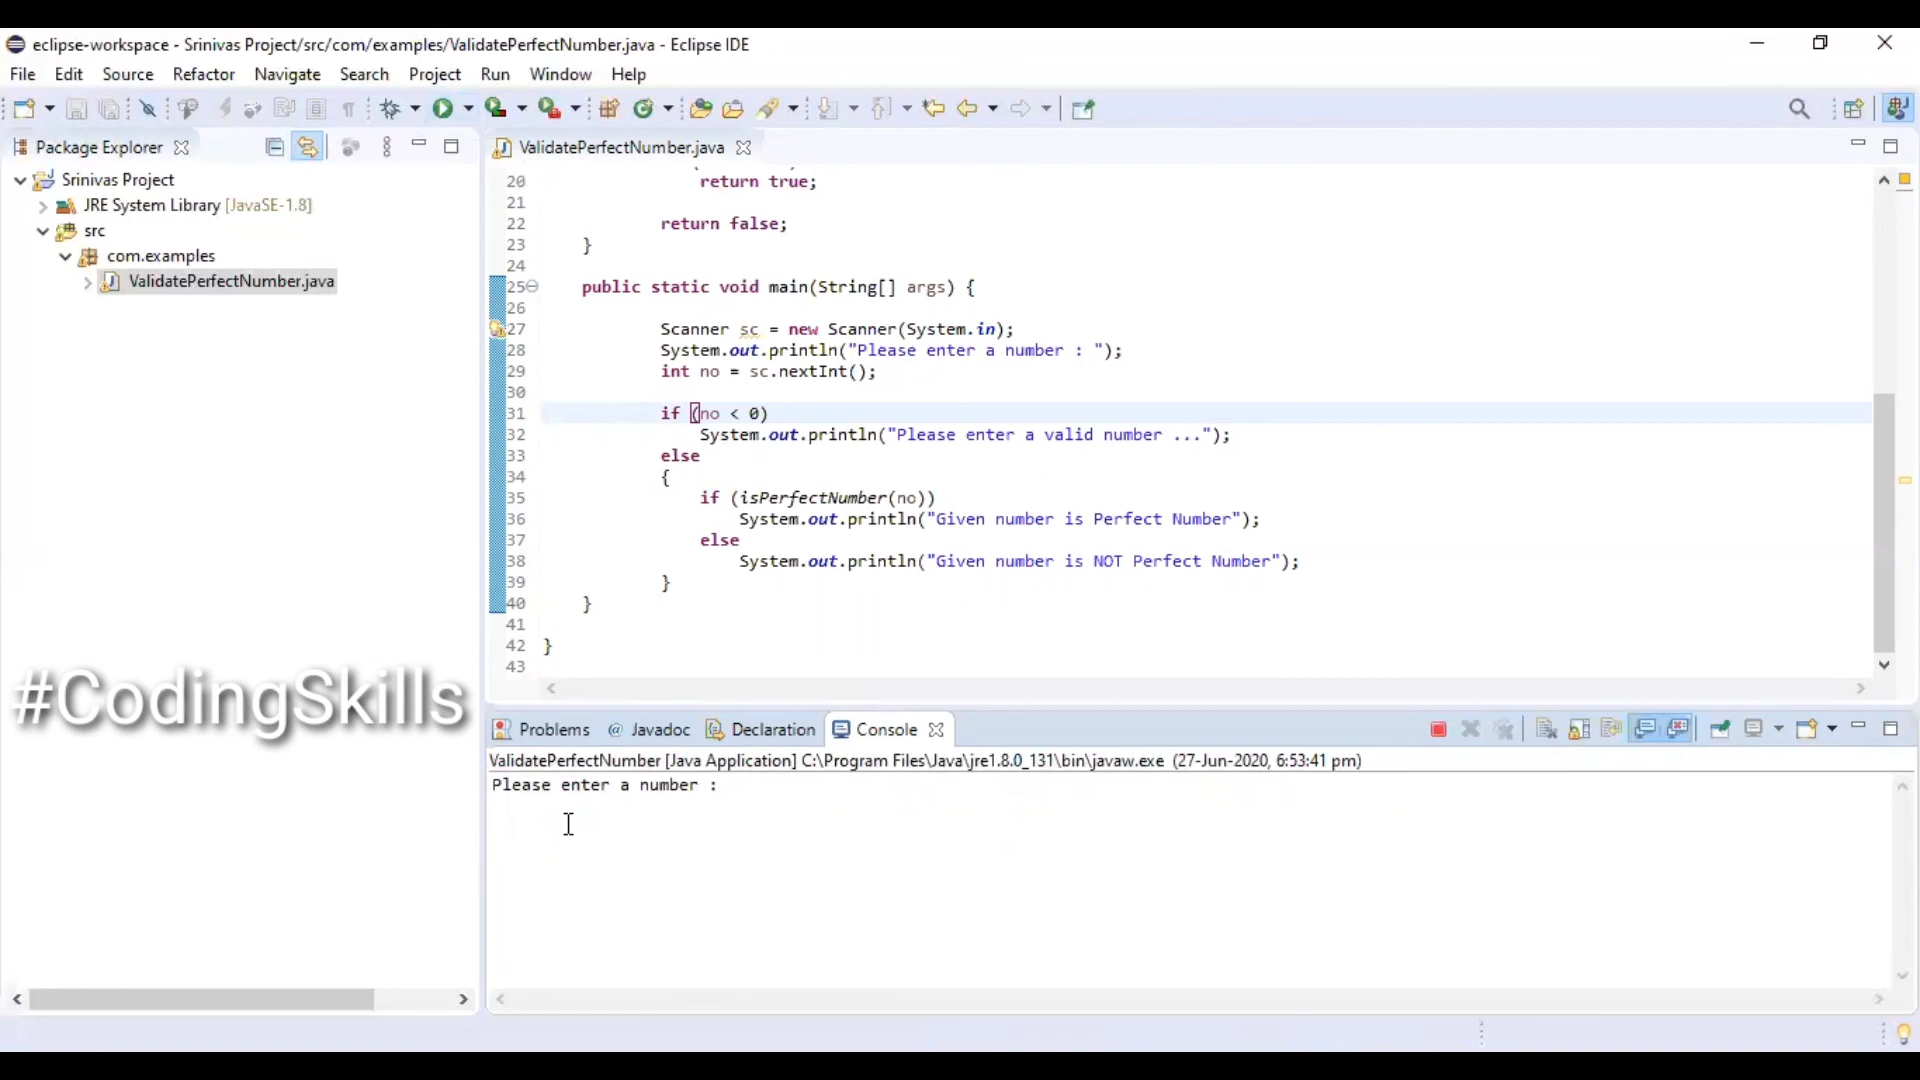 eclipse-workspace - Srinivas Project/src/com/examples/ValidatePerfectNumber.java - Eclipse IDE
File Edit Source Refactor Navigate Search Project Run Window Help
Package Explorer
Srinivas Project
JRE System Library [JavaSE-1.8]
src
com.examples
ValidatePerfectNumber.java
#CodingSkills
ValidatePerfectNumber.java
20 return true;
21
22 return false;
23 }
24
25 public static void main(String[] args) {
26
27 Scanner sc = new Scanner(System.in);
28 System.out.println("Please enter a number : ");
29 int no = sc.nextInt();
30
31 if (no < 0)
32 System.out.println("Please enter a valid number ...");
33 else
34 {
35 if (isPerfectNumber(no))
36 System.out.println("Given number is Perfect Number");
37 else
38 System.out.println("Given number is NOT Perfect Number");
39 }
40 }
41
42 }
43
Problems @ Javadoc Declaration Console
ValidatePerfectNumber [Java Application] C:\Program Files\Java\jre1.8.0_131\bin\javaw.exe (27-Jun-2020, 6:53:41 pm)
Please enter a number :